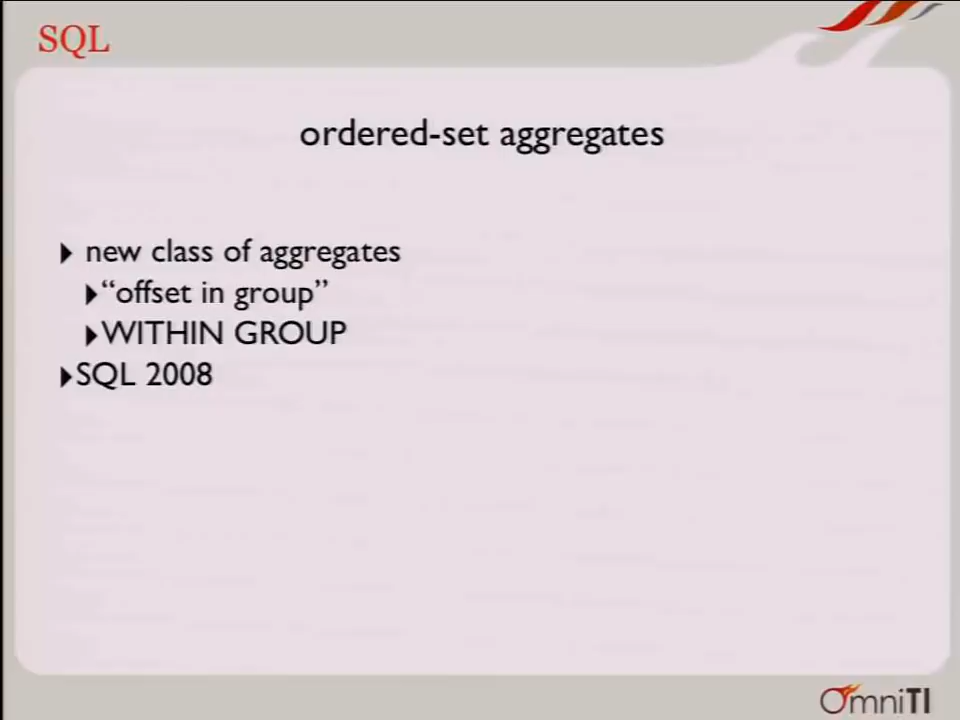 SQL
ordered-set aggregates
new class of aggregates
“offset in group”
WITHIN GROUP
SQL 2008
OmniTI